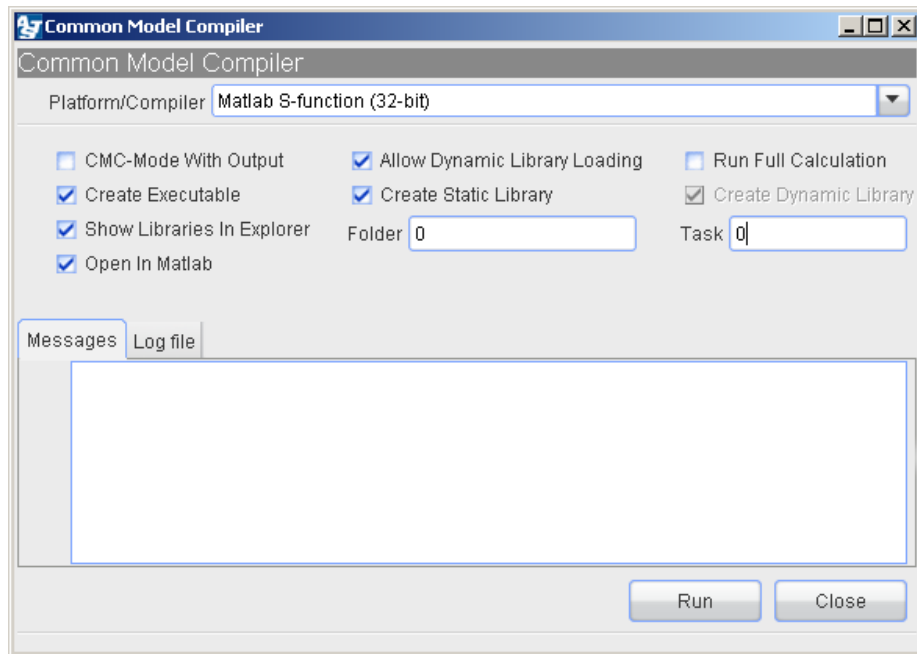 Common Model Compiler
Common Model Compiler
Platform/Compiler Matlab S-function (32-bit)
CMC-Mode With Output Allow Dynamic Library Loading Run Full Calculation
Create Executable Create Static Library Create Dynamic Library
Show Libraries In Explorer Folder 0 Task 0
Open In Matlab
Messages Log file
Run Close